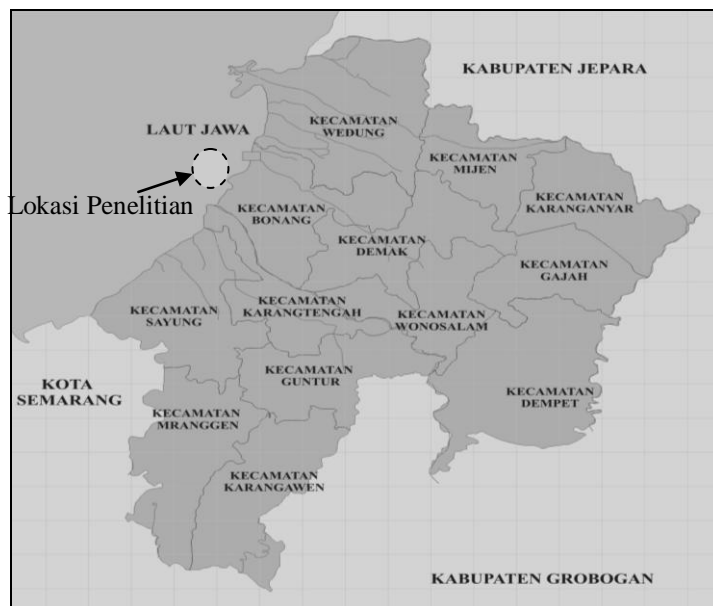 KABUPATEN JEPARA
KECAMATAN
WEDUNG
LAUT JAWA
KECAMATAN
MIJEN
Lokasi Penelitian
KECAMATAN
KARANGANYAR
KECAMATAN
BONANG
KECAMATAN
DEMAK
KECAMATAN
GAJAH
KECAMATAN
SAYUNG
KECAMATAN
KARANGTENGAH
KECAMATAN
WONOSALAM
KOTA
SEMARANG
KECAMATAN
GUNTUR
KECAMATAN
DEMPET
KECAMATAN
MRANGGEN
KECAMATAN
KARANGAWEN
KABUPATEN GROBOGAN